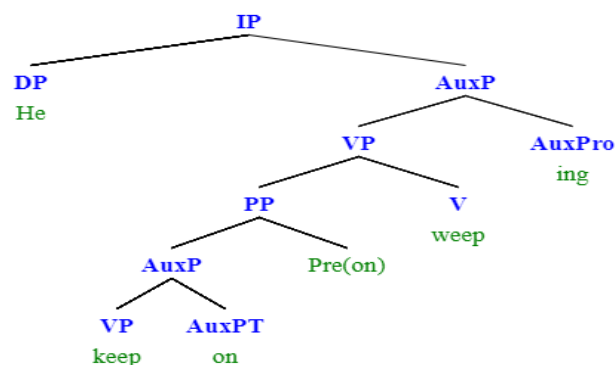 IP
DP AuxP
He
VP AuxPro
ing
PP V
weep
AuxP Pre(on)
VP AuxPT
keep on